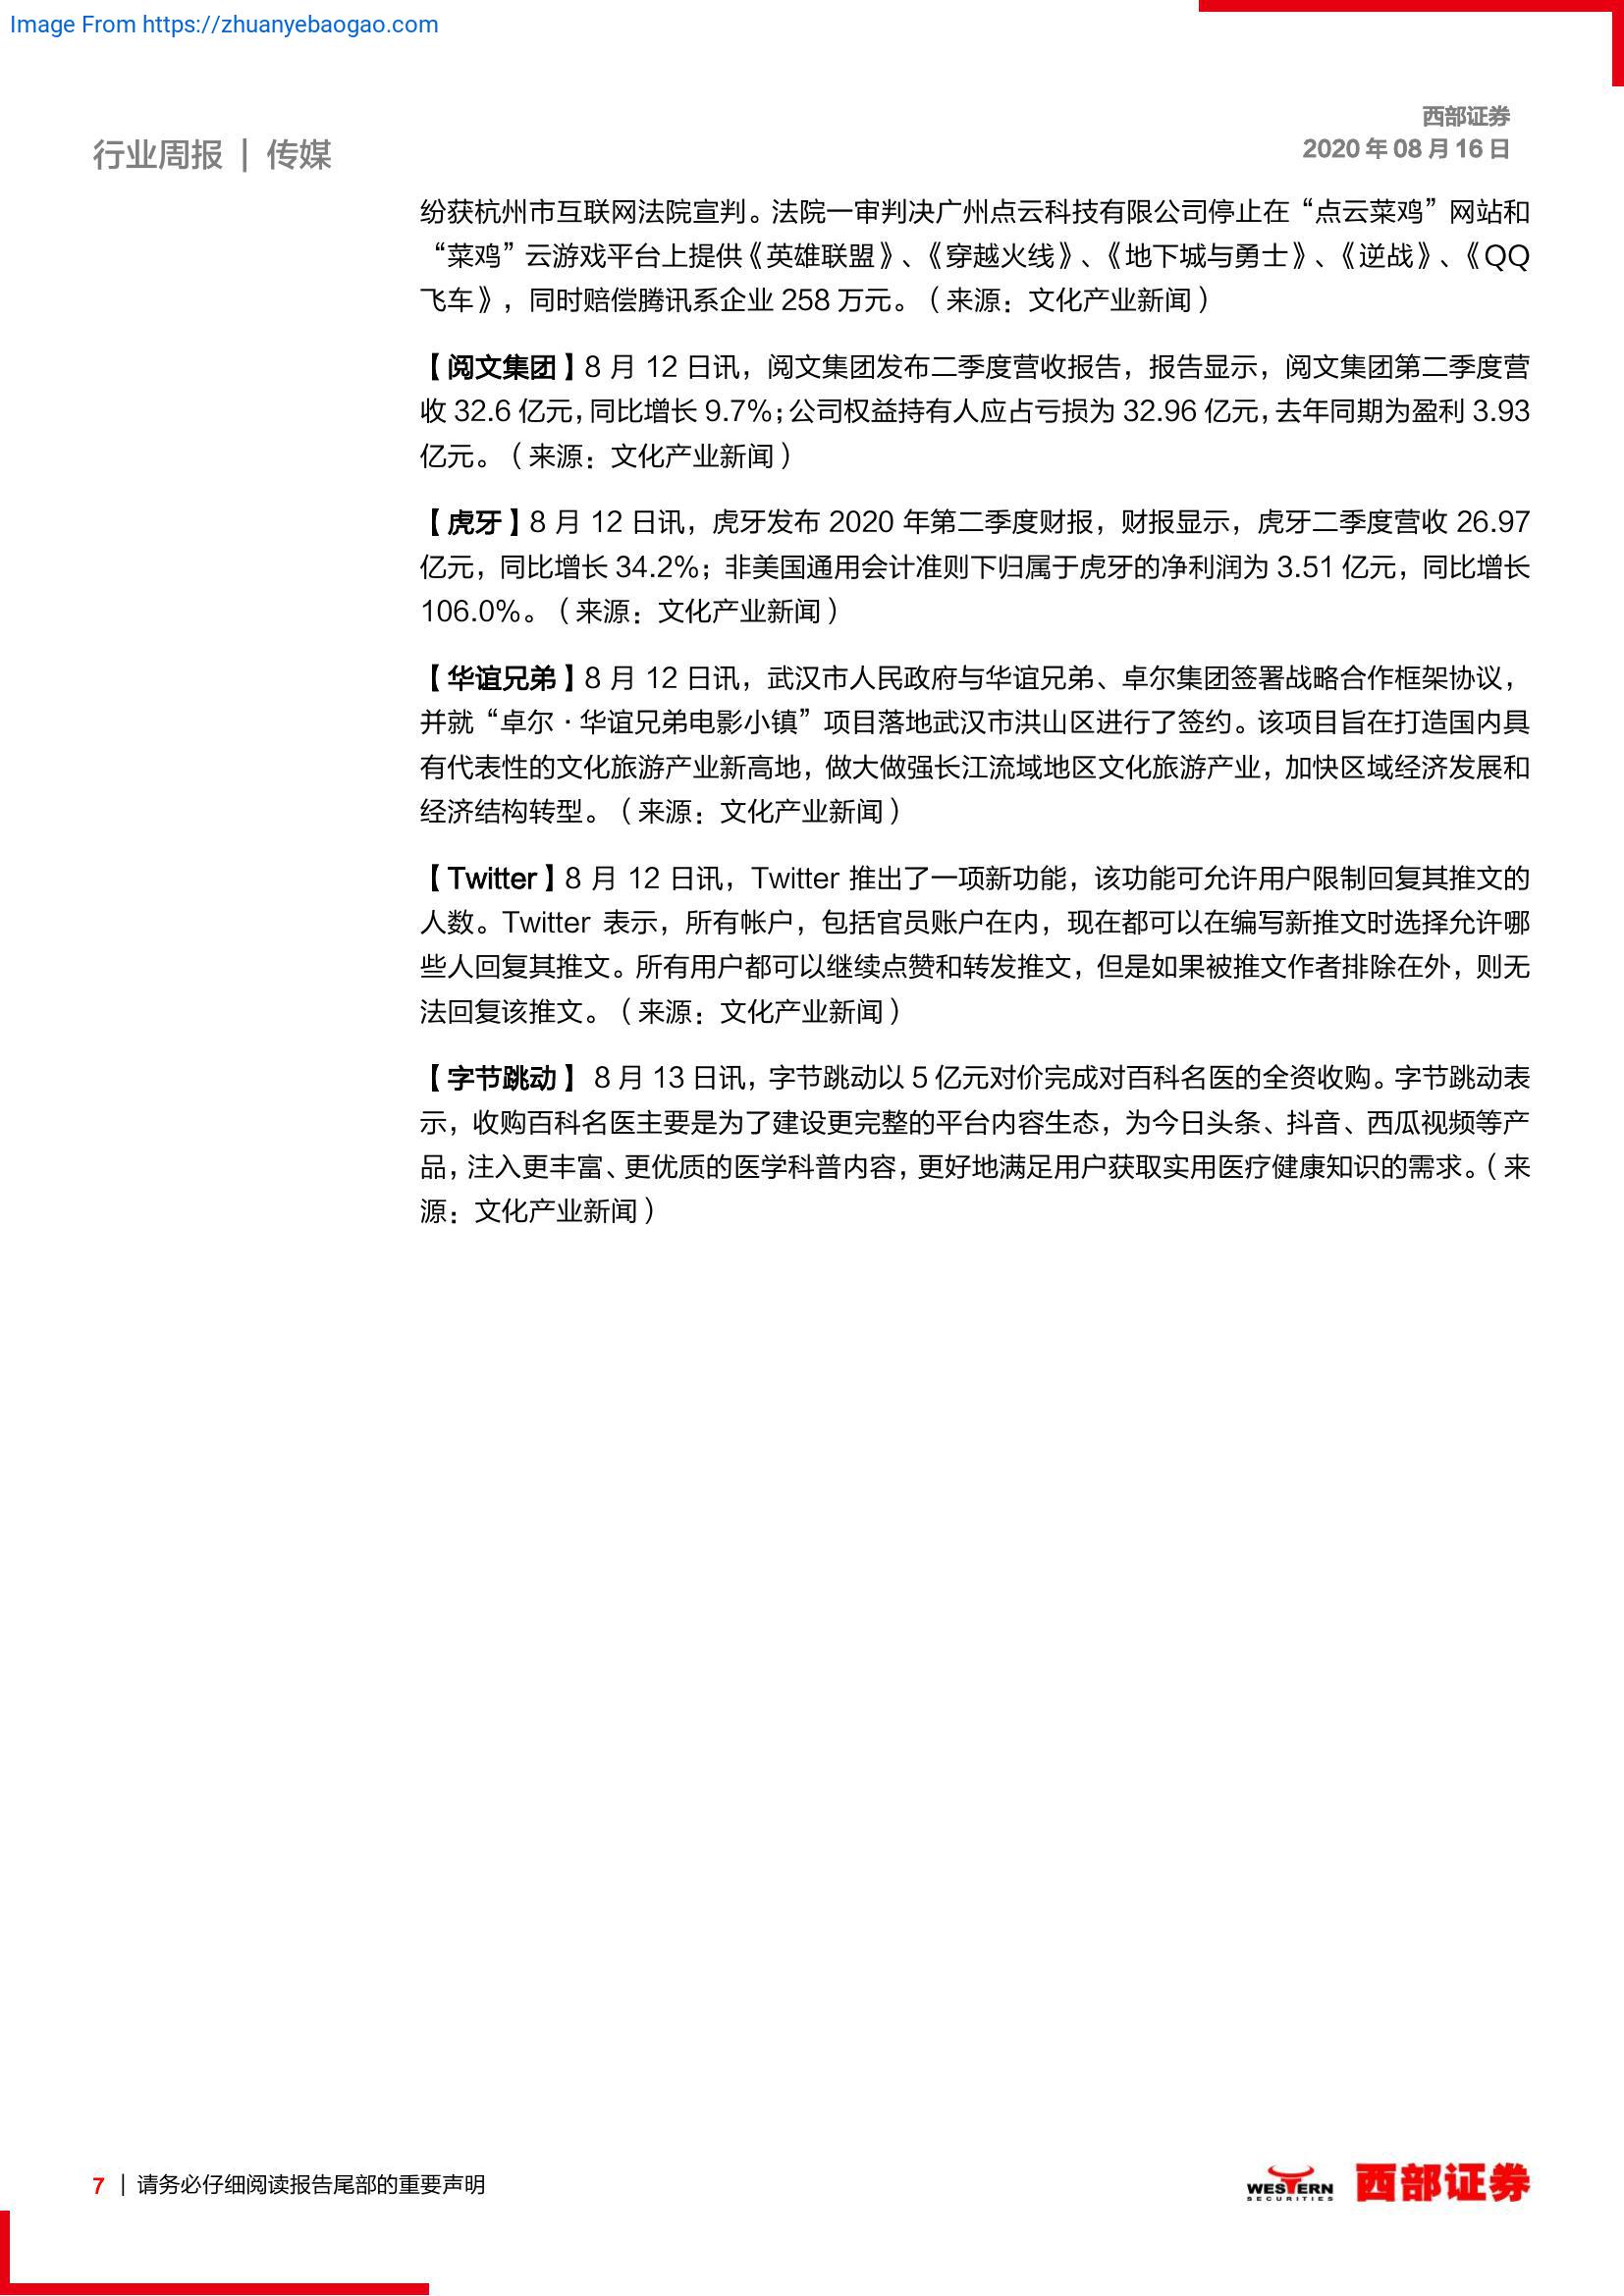 Image From https://zhuanyebaogao.com
西部证券
行业周报 | 传媒
2020 年 08 月 16 日
纷获杭州市互联网法院宣判。法院一审判决广州点云科技有限公司停止在“点云菜鸡”网站和
“菜鸡”云游戏平台上提供《英雄联盟》、《穿越火线》、《地下城与勇士》、《逆战》、《QQ
飞车》，同时赔偿腾讯系企业 258 万元。（来源：文化产业新闻）
【阅文集团】8 月 12 日讯，阅文集团发布二季度营收报告，报告显示，阅文集团第二季度营
收 32.6 亿元，同比增长 9.7%；公司权益持有人应占亏损为 32.96 亿元，去年同期为盈利 3.93
亿元。（来源：文化产业新闻）
【虎牙】8 月 12 日讯，虎牙发布 2020 年第二季度财报，财报显示，虎牙二季度营收 26.97
亿元，同比增长 34.2%；非美国通用会计准则下归属于虎牙的净利润为 3.51 亿元，同比增长
106.0%。（来源：文化产业新闻）
【华谊兄弟】8 月 12 日讯，武汉市人民政府与华谊兄弟、卓尔集团签署战略合作框架协议，
并就“卓尔·华谊兄弟电影小镇”项目落地武汉市洪山区进行了签约。该项目旨在打造国内具
有代表性的文化旅游产业新高地，做大做强长江流域地区文化旅游产业，加快区域经济发展和
经济结构转型。（来源：文化产业新闻）
【Twitter】8 月 12 日讯，Twitter 推出了一项新功能，该功能可允许用户限制回复其推文的
人数。Twitter 表示，所有帐户，包括官员账户在内，现在都可以在编写新推文时选择允许哪
些人回复其推文。所有用户都可以继续点赞和转发推文，但是如果被推文作者排除在外，则无
法回复该推文。（来源：文化产业新闻）
【字节跳动】 8 月 13 日讯，字节跳动以 5 亿元对价完成对百科名医的全资收购。字节跳动表
示，收购百科名医主要是为了建设更完整的平台内容生态，为今日头条、抖音、西瓜视频等产
品，注入更丰富、更优质的医学科普内容，更好地满足用户获取实用医疗健康知识的需求。（来
源：文化产业新闻）
7 | 请务必仔细阅读报告尾部的重要声明
WESTERN
SECURITIES
西部证券